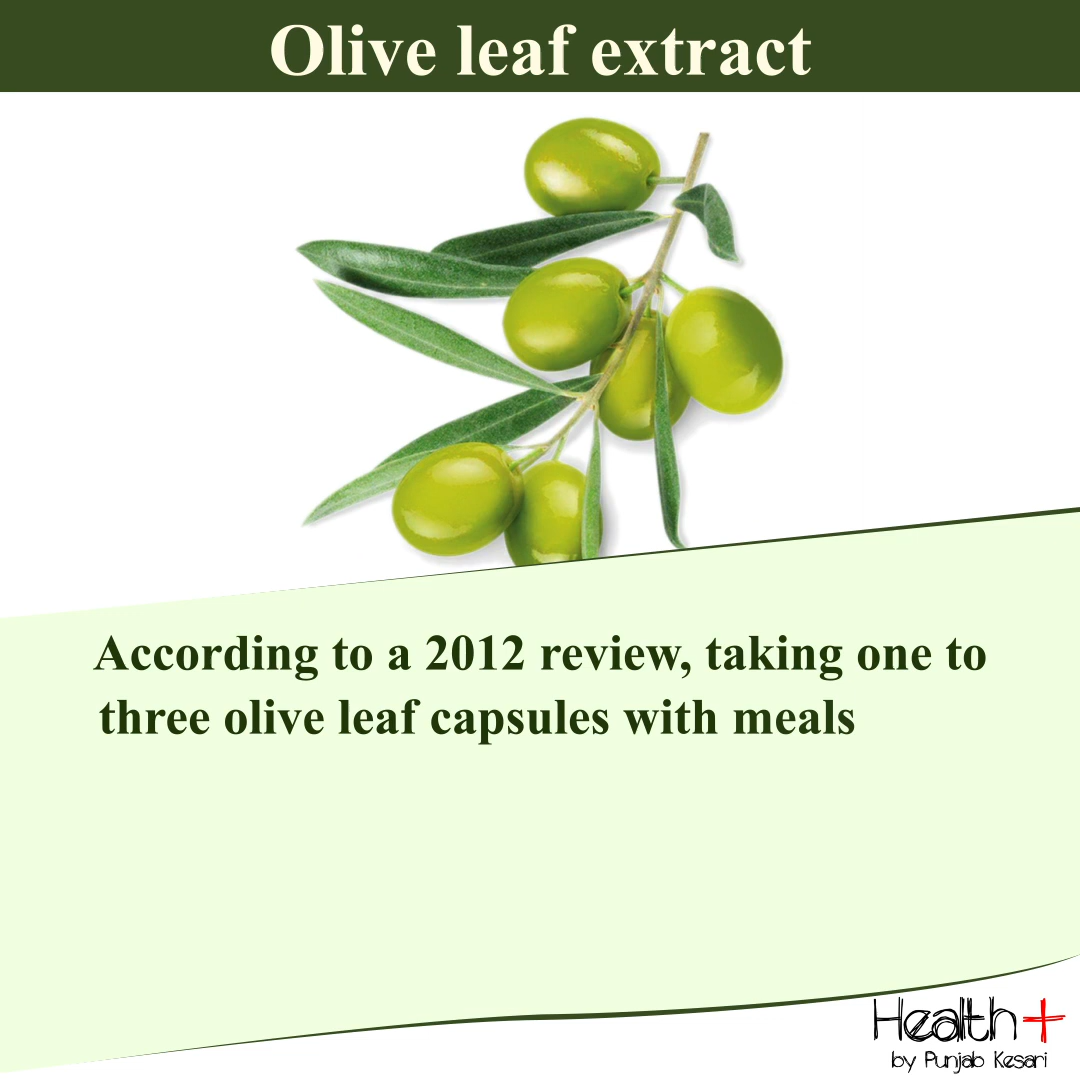 Olive leaf extract
According to a 2012 review, taking one to
three olive leaf capsules with meals
Health+
by Punjab Kesari